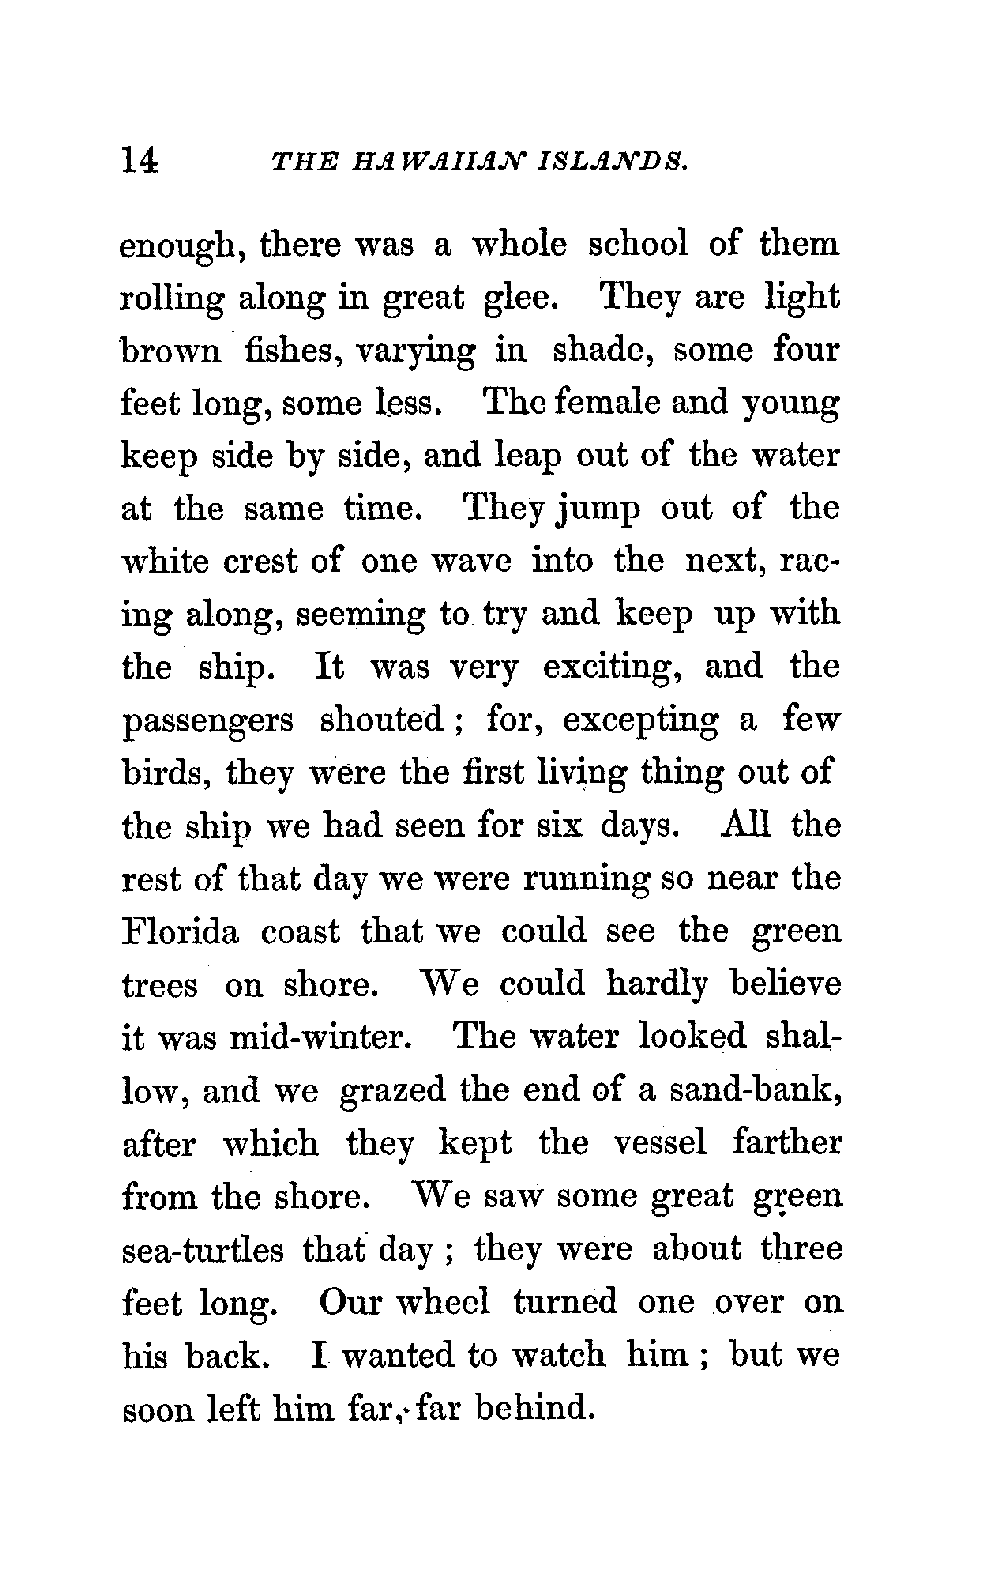 14 THE HAWAIIAN ISLANDS.
enough, there was a whole school of them
rolling along in great glee. They are light
brown fishes, varying in shade, some four
feet long, some less. The female and young
keep side by side, and leap out of the water
at the same time. They jump out of the
white crest of one wave into the next, rac-
ing along, seeming to try and keep up with
the ship. It was very exciting, and the
passengers shouted ; for, excepting a few
birds, they were the first living thing out of
the ship we had seen for six days. All the
rest of that day we were running so near the
Florida coast that we could see the green
trees on shore. We could hardly believe
it was mid-winter. The water looked shal-
low, and we grazed the end of a sand-bank,
after which they kept the vessel farther
from the shore. We saw some great green
sea-turtles that day ; they were about three
feet long. Our wheel turned one over on
his back. I wanted to watch him ; but we
soon left him far, far behind.